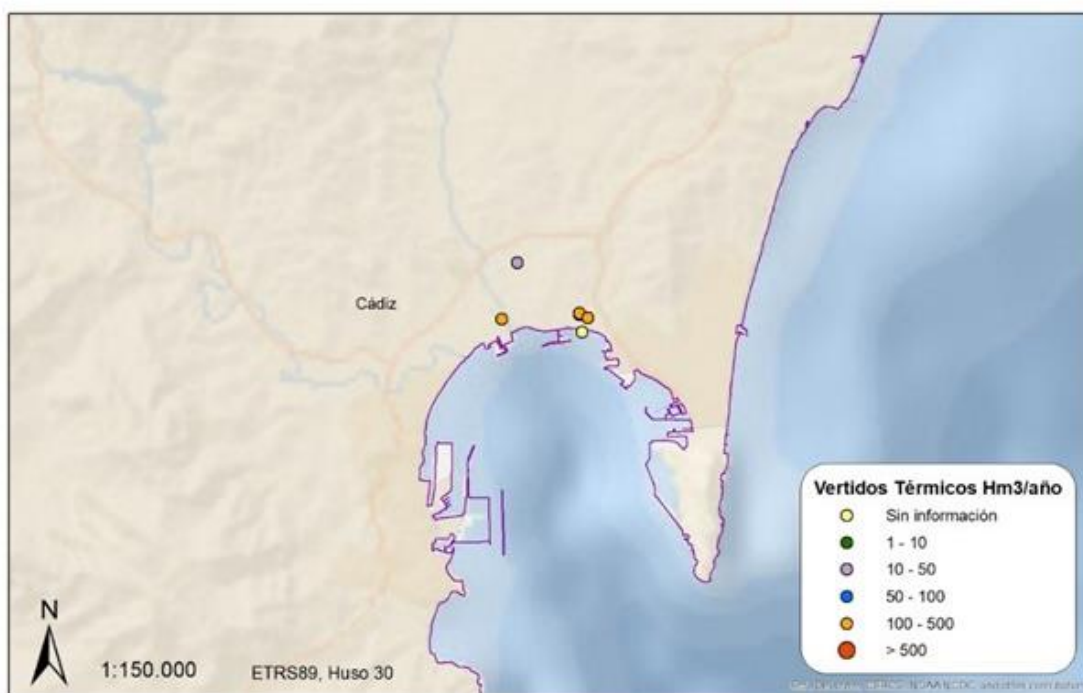 Cádiz
Vertidos Térmicos Hm3/año
Sin información
1 - 10
10 - 50
50 - 100
100 - 500
> 500
N
1:150.000
ETRS89, Huso 30